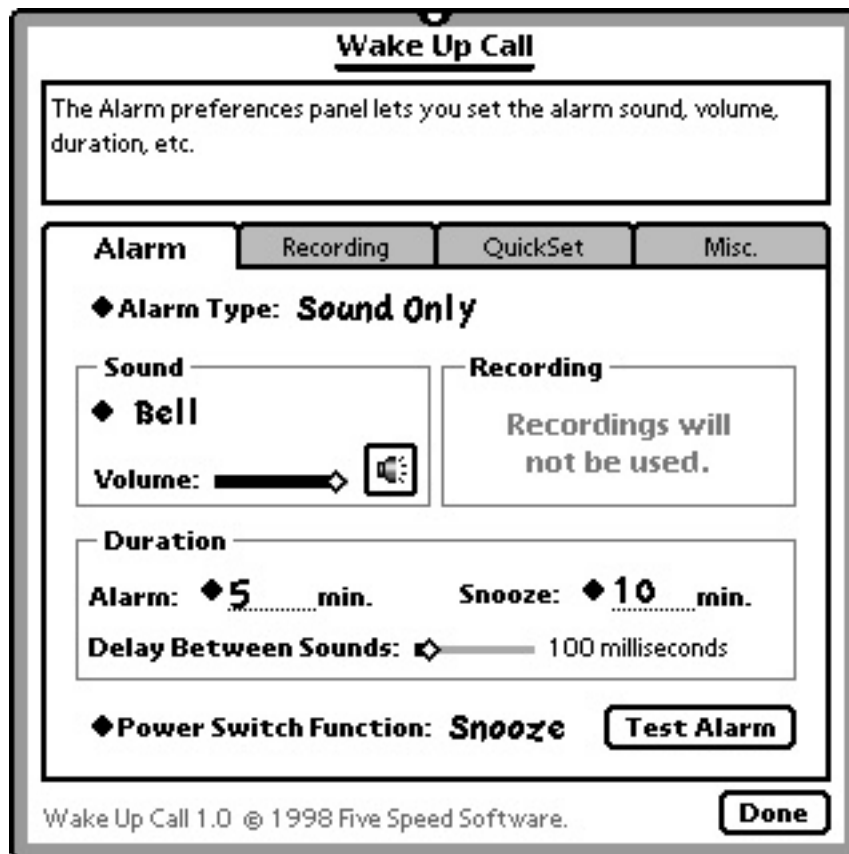 Wake Up Call
The Alarm preferences panel lets you set the alarm sound, volume,
duration, etc.
Alarm Recording QuickSet Misc.
Alarm Type: Sound Only
Sound Recording
Bell
Recordings will
not be used.
Volume:
Duration
Alarm: 5 min. Snooze: 10 min.
Delay Between Sounds: 100 milliseconds
Power Switch Function: Snooze Test Alarm
Wake Up Call 1.0 © 1998 Five Speed Software. Done